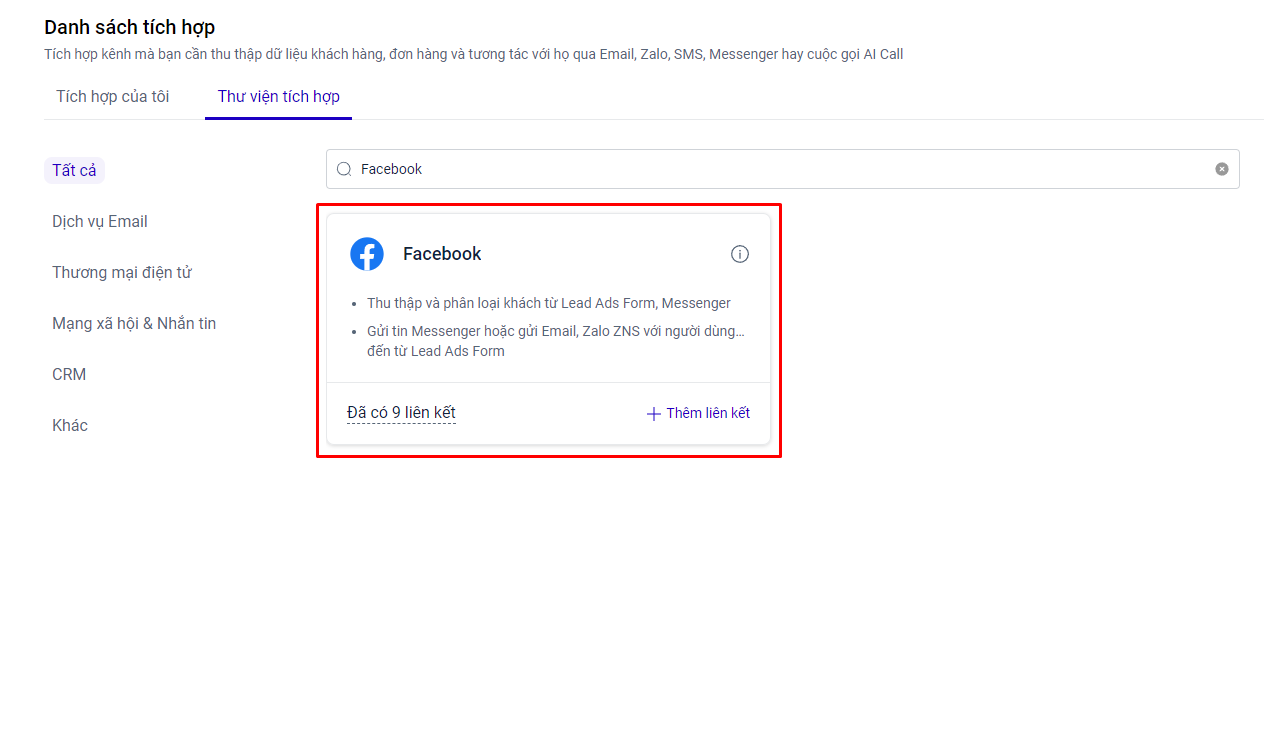 Danh sách tích hợp
Tích hợp kênh mà bạn cần thu thập dữ liệu khách hàng, đơn hàng và tương tác với họ qua Email, Zalo, SMS, Messenger hay cuộc gọi AI Call
Tích hợp của tôi
Thư viện tích hợp
Tất cả
Dịch vụ Email
Thương mại điện tử
Mạng xã hội & Nhắn tin
CRM
Khác
Facebook
Facebook
Thu thập và phân loại khách từ Lead Ads Form, Messenger
Gửi tin Messenger hoặc gửi Email, Zalo ZNS với người dùng...
đến từ Lead Ads Form
Đã có 9 liên kết
Thêm liên kết